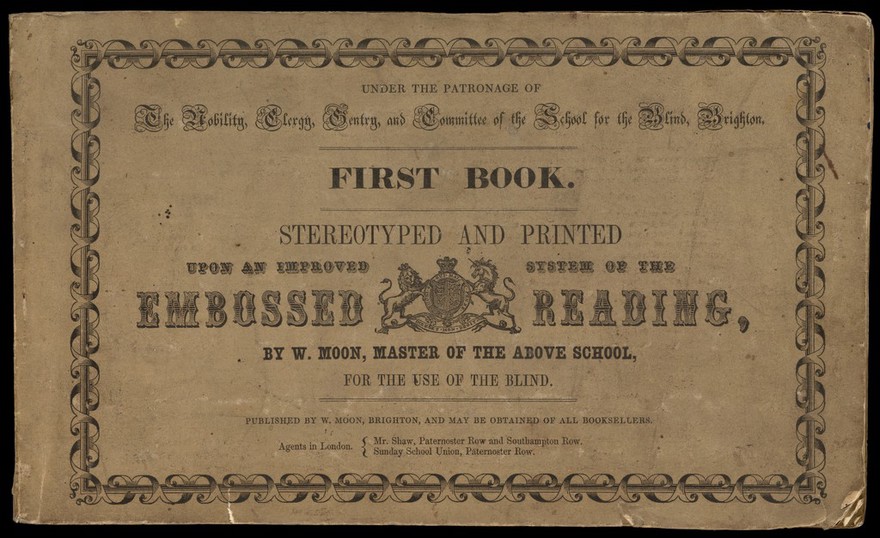 UNDER THE PATRONAGE OF
The Nobility, Clergy, Gentry, and Committee of the School for the Blind, Brighton.
FIRST BOOK.
STEREOTYPED AND PRINTED
UPON AN IMPROVED SYSTEM OF THE
EMBOSSED READING,
BY W. MOON, MASTER OF THE ABOVE SCHOOL,
FOR THE USE OF THE BLIND.
PUBLISHED BY W. MOON, BRIGHTON, AND MAY BE OBTAINED OF ALL BOOKSELLERS.
Agents in London. { Mr. Shaw, Paternoster Row and Southampton Row.
Sunday School Union, Paternoster Row.